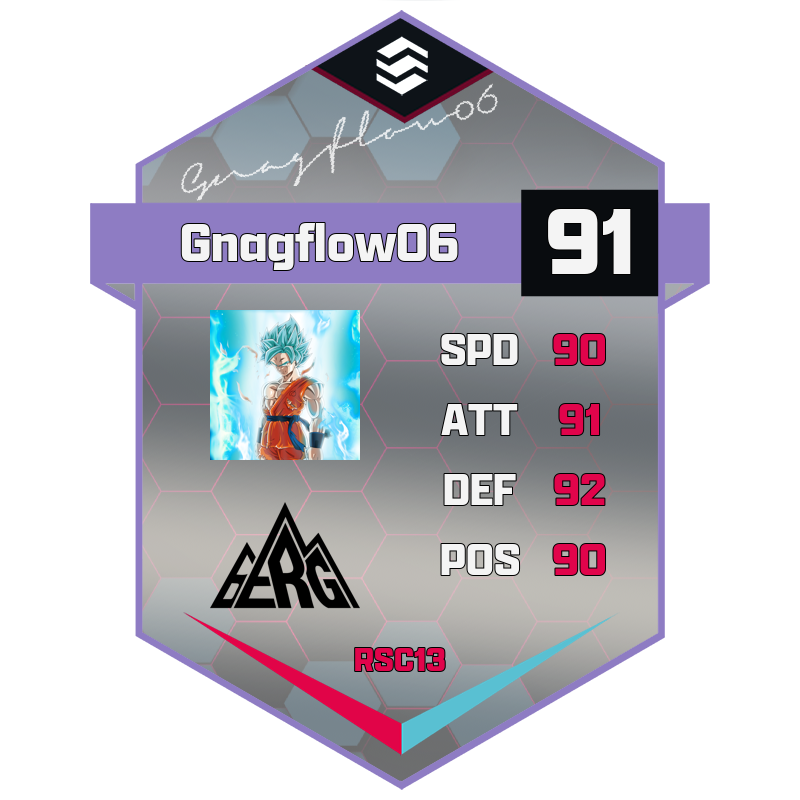 Gnagflow06
Gnagflow06 91
SPD 90
ATT 91
DEF 92
POS 90
BERG
RSC13